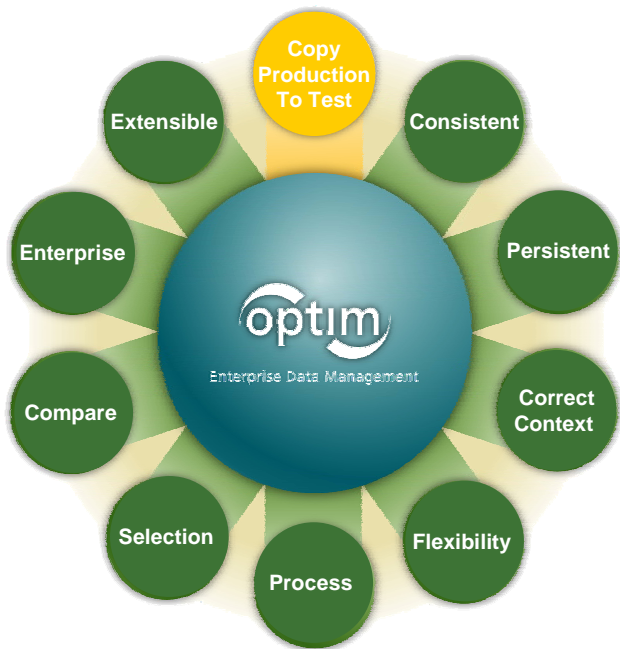 Copy
Production
To Test
Extensible
Consistent
Enterprise
Persistent
optim
Enterprise Data Management
Compare
Correct
Context
Selection
Flexibility
Process